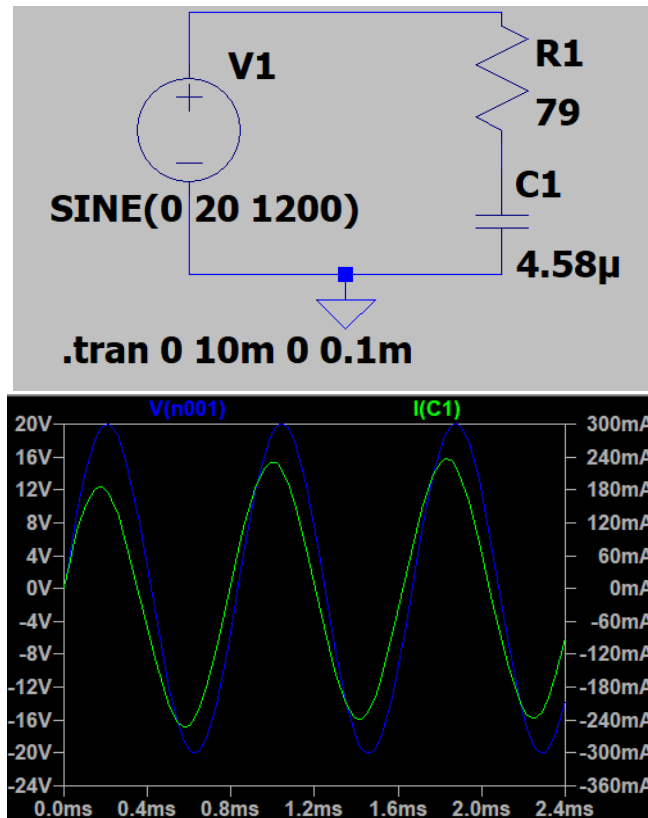 V1
R1
79
SINE(0 20 1200)
C1
4.58µ
.tran 0 10m 0 0.1m
V(n001) I(C1)
20V 300mA
16V 240mA
12V 180mA
8V 120mA
4V 60mA
0V 0mA
-4V -60mA
-8V -120mA
-12V -180mA
-16V -240mA
-20V -300mA
-24V -360mA
0.0ms 0.4ms 0.8ms 1.2ms 1.6ms 2.0ms 2.4ms